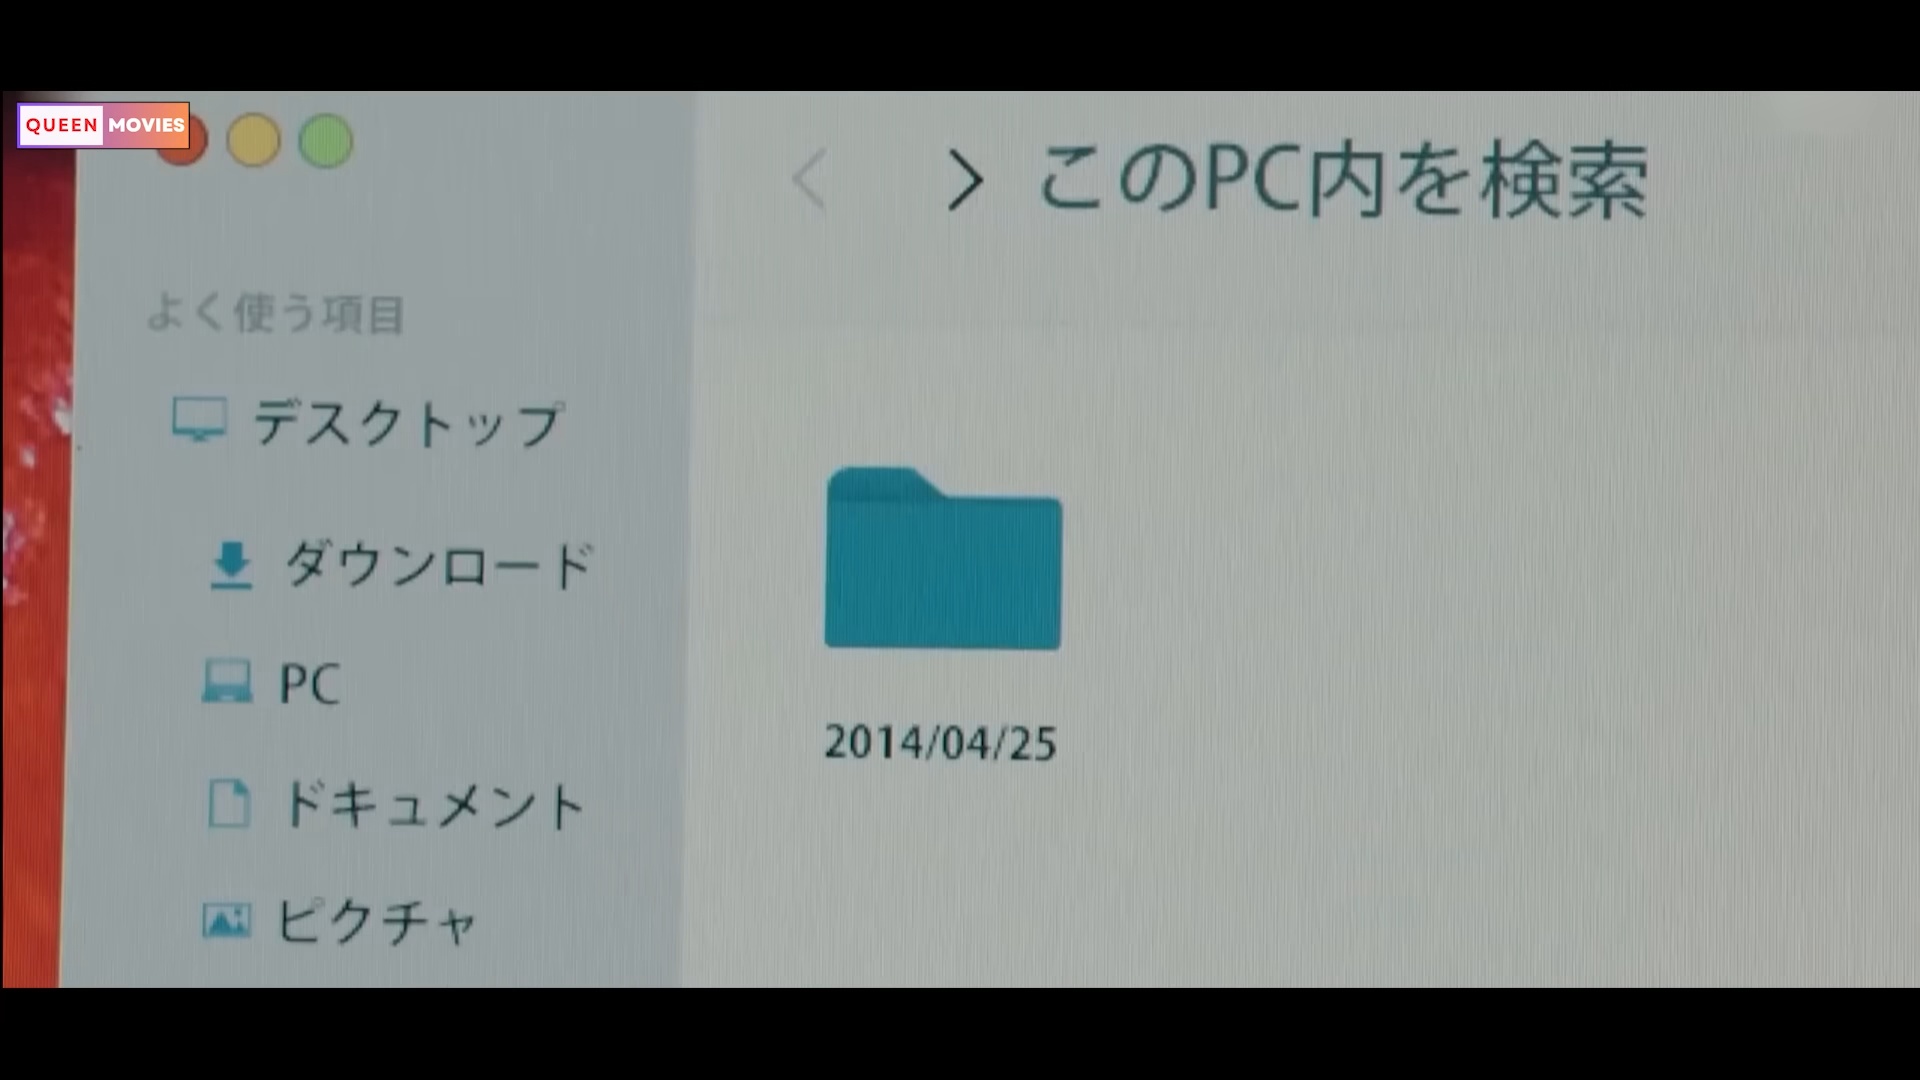 QUEEN MOVIES
このPC内を検索
よく使う項目
デスクトップ
ダウンロード
PC
ドキュメント
ピクチャ
2014/04/25